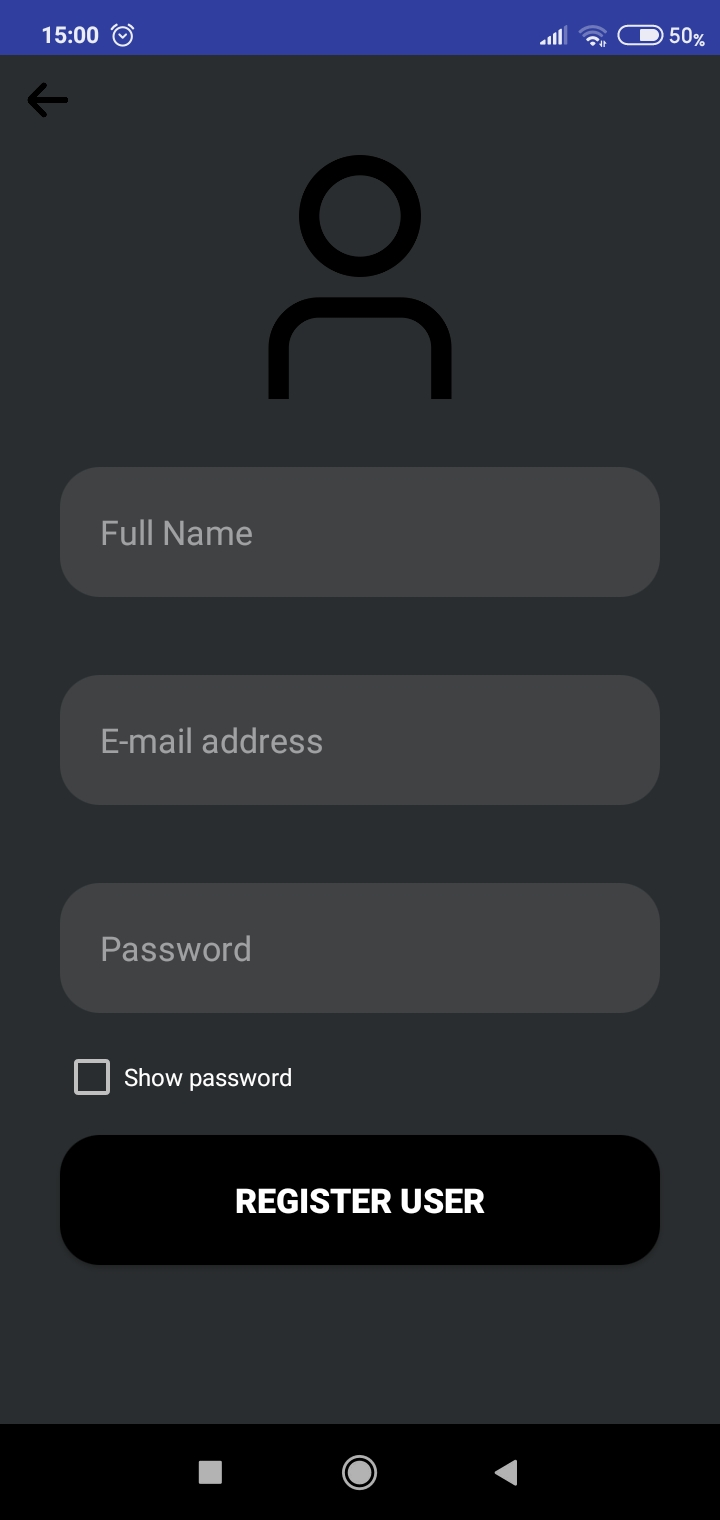 15:00 50%
Full Name
E-mail address
Password
Show password
REGISTER USER